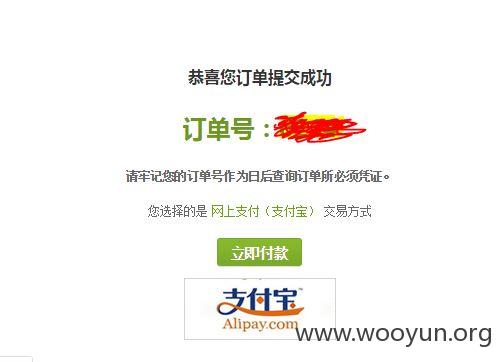 恭喜您订单提交成功
订单号：
请牢记您的订单号作为日后查询订单所必须凭证。
您选择的是 网上支付（支付宝） 交易方式
立即付款
支付宝™
Alipay.com
www.wooyun.org